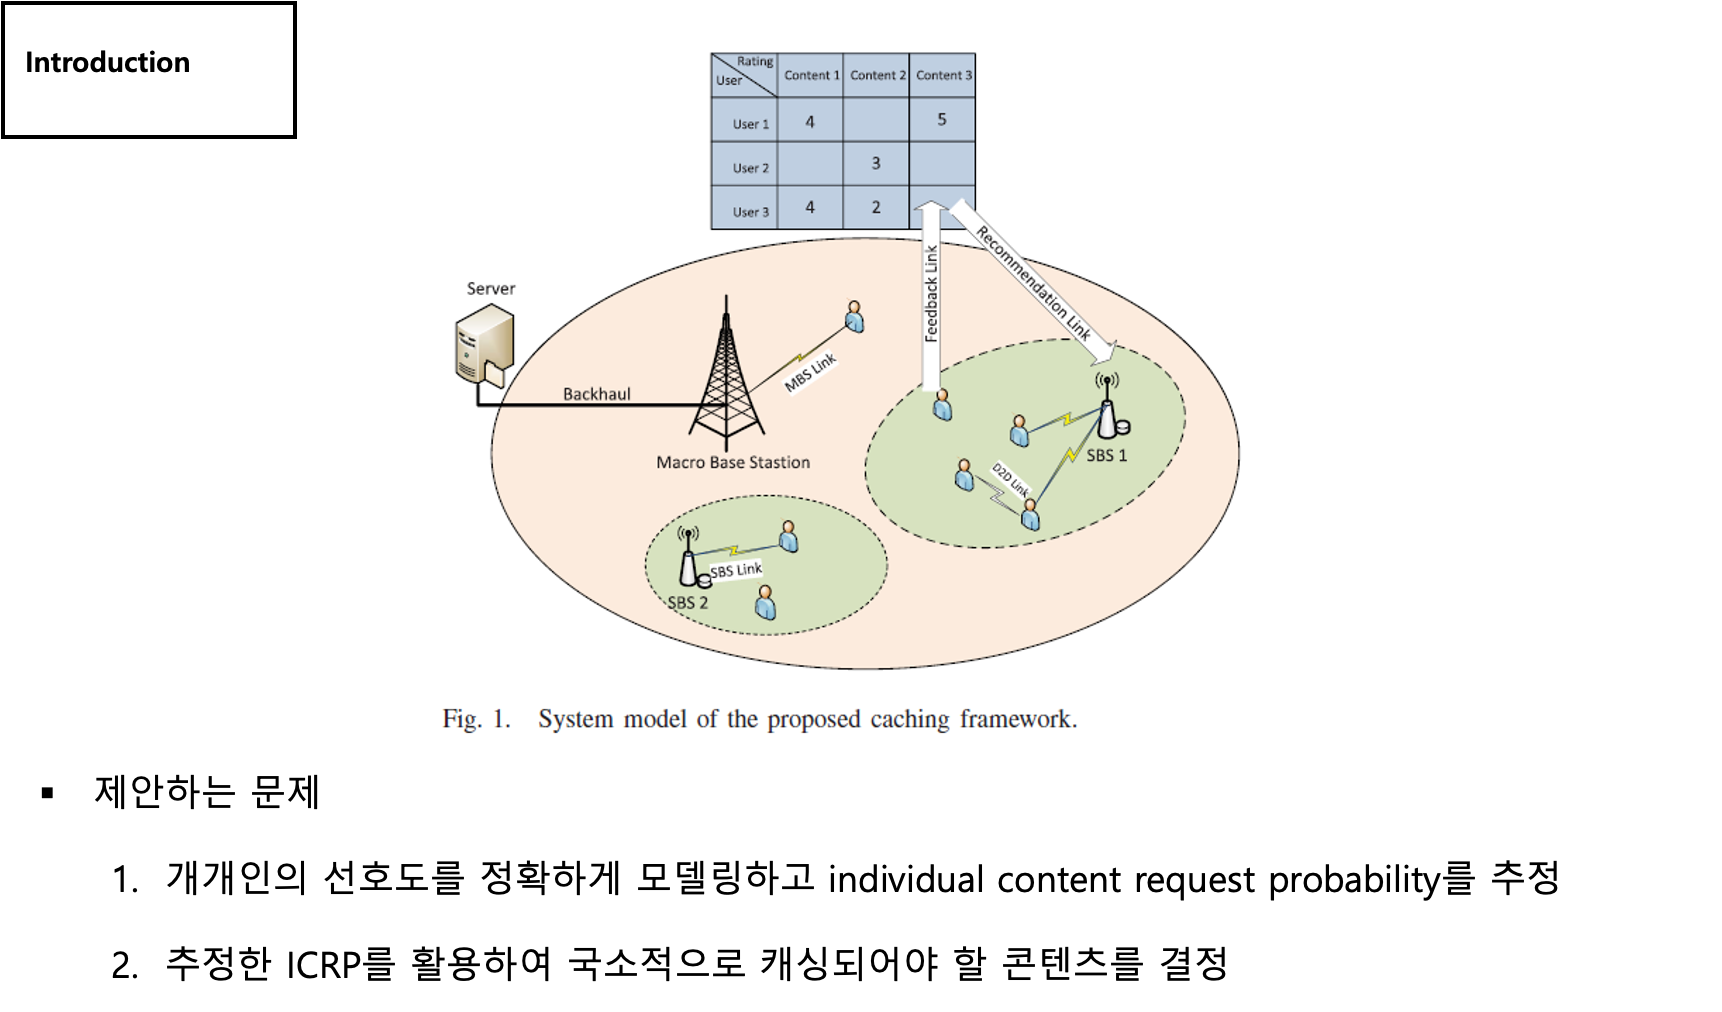 Introduction
Rating
User
Content 1 Content 2 Content 3
User 1 4 5
User 2 3
User 3 4 2
Feedback Link
Recommendation Link
Server
Backhaul
MBS Link
Macro Base Stastion
SBS 1
D2D Link
SBS Link
SBS 2
Fig. 1. System model of the proposed caching framework.
▪ 제안하는 문제
1. 개개인의 선호도를 정확하게 모델링하고 individual content request probability를 추정
2. 추정한 ICRP를 활용하여 국소적으로 캐싱되어야 할 콘텐츠를 결정